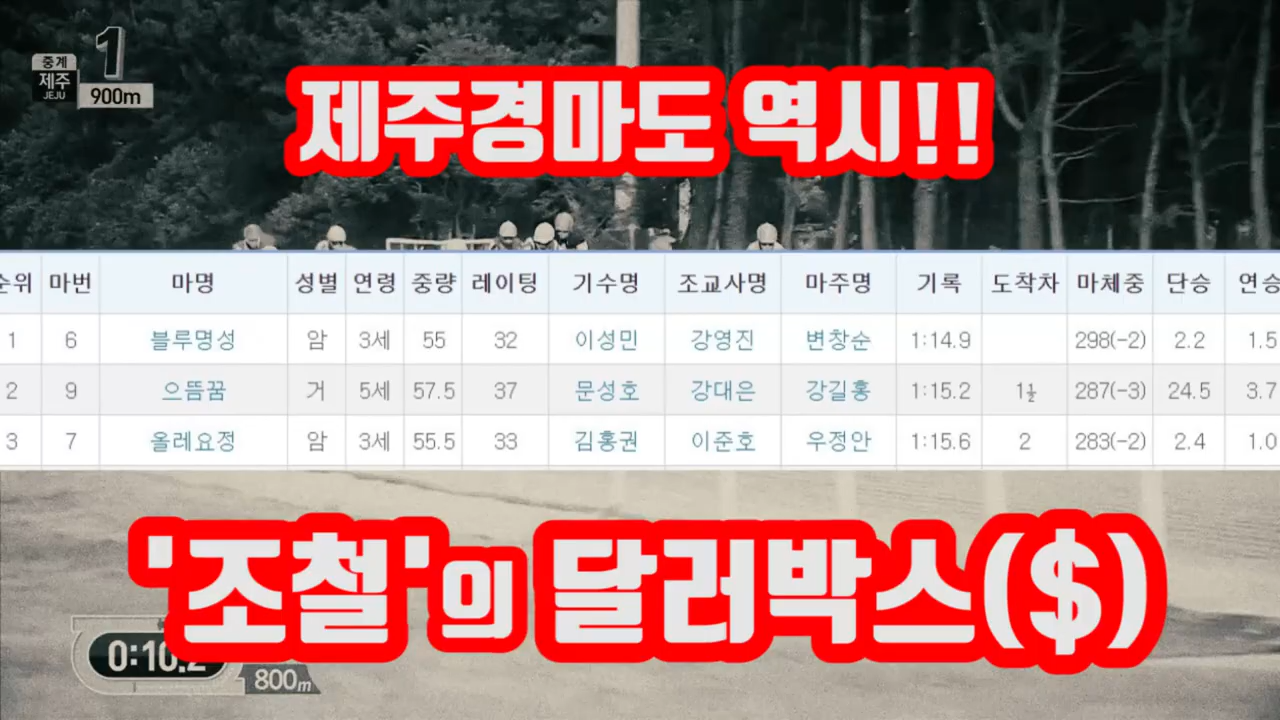 1
중계
제주
JEJU
900m
제주경마도 역시!!
순위 마번 마명 성별 연령 중량 레이팅 기수명 조교사명 마주명 기록 도착차 마체중 단승 연승
1 6 블루명성 암 3세 55 32 이성민 강영진 변창순 1:14.9 298(-2) 2.2 1.5
2 9 으뜸꿈 거 5세 57.5 37 문성호 강대은 강길홍 1:15.2 1½ 287(-3) 24.5 3.7
3 7 올레요정 암 3세 55.5 33 김홍권 이준호 우정안 1:15.6 2 283(-2) 2.4 1.0
'조철'의 달러박스($)
0:10.2
800m